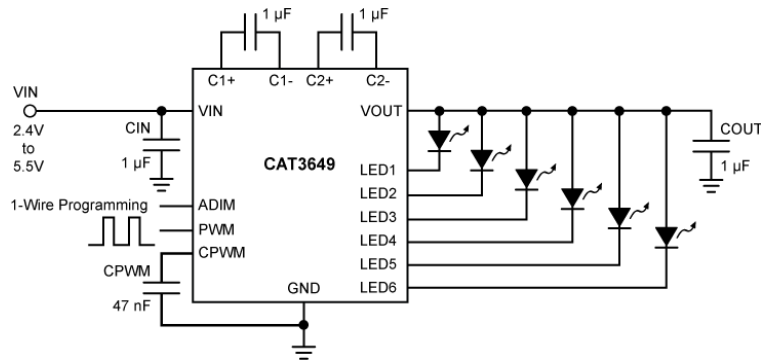 1 µF
1 µF
C1+
C1-
C2+
C2-
VIN
VIN
VOUT
2.4V
to
5.5V
CIN
1 µF
CAT3649
COUT
1 µF
LED1
LED2
LED3
LED4
LED5
LED6
1-Wire Programming
ADIM
PWM
CPWM
CPWM
47 nF
GND